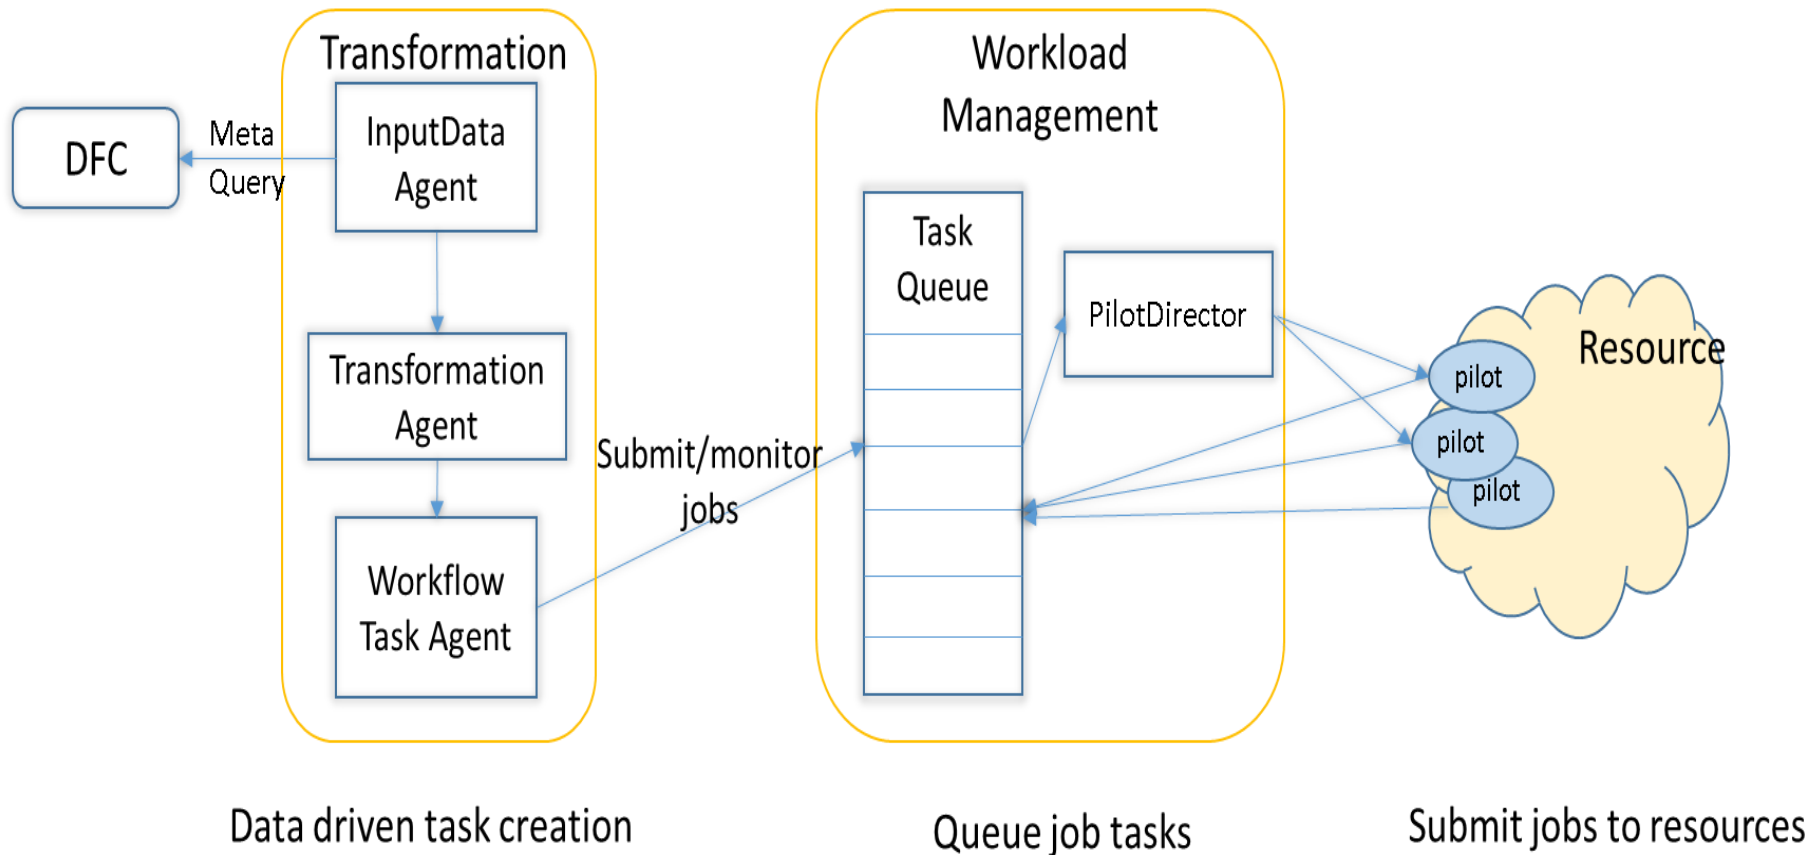 Transformation
DFC
Meta
Query
InputData
Agent
Transformation
Agent
Workflow
Task Agent
Submit/monitor
jobs
Workload
Management
Task
Queue
PilotDirector
Resource
pilot
pilot
pilot
Data driven task creation
Queue job tasks
Submit jobs to resources